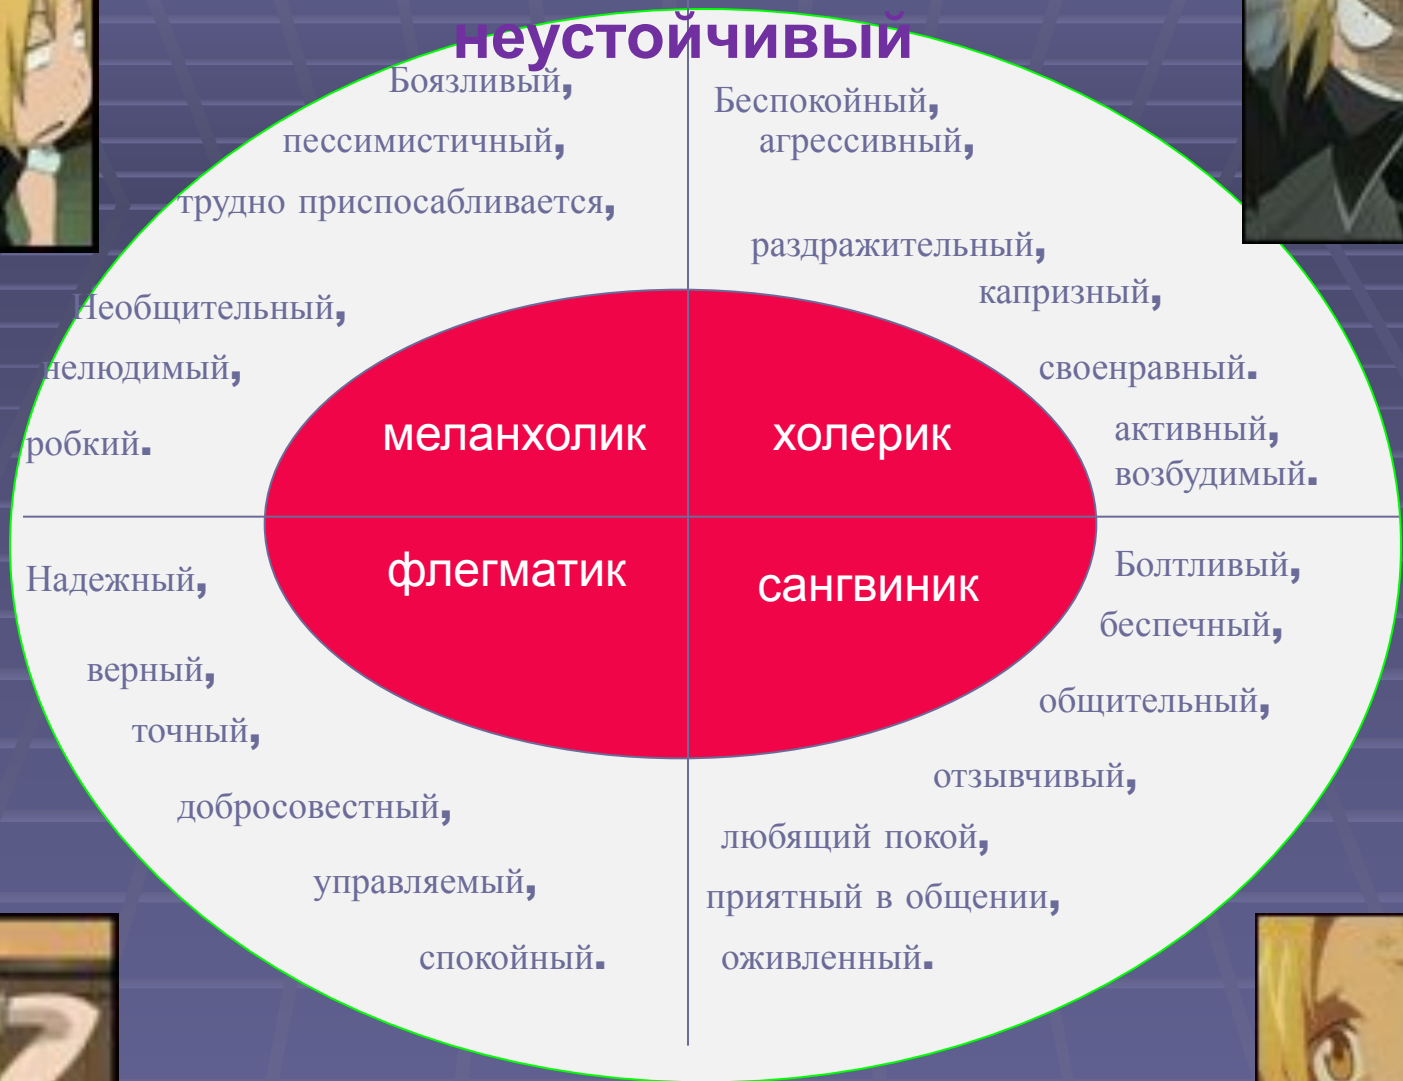 неустойчивый
Боязливый,
пессимистичный,
трудно приспосабливается,
Необщительный,
нелюдимый,
робкий.
Беспокойный,
агрессивный,
раздражительный,
капризный,
своенравный.
активный,
возбудимый.
меланхолик
холерик
флегматик
сангвиник
Надежный,
верный,
точный,
добросовестный,
управляемый,
спокойный.
Болтливый,
беспечный,
общительный,
отзывчивый,
любящий покой,
приятный в общении,
оживленный.